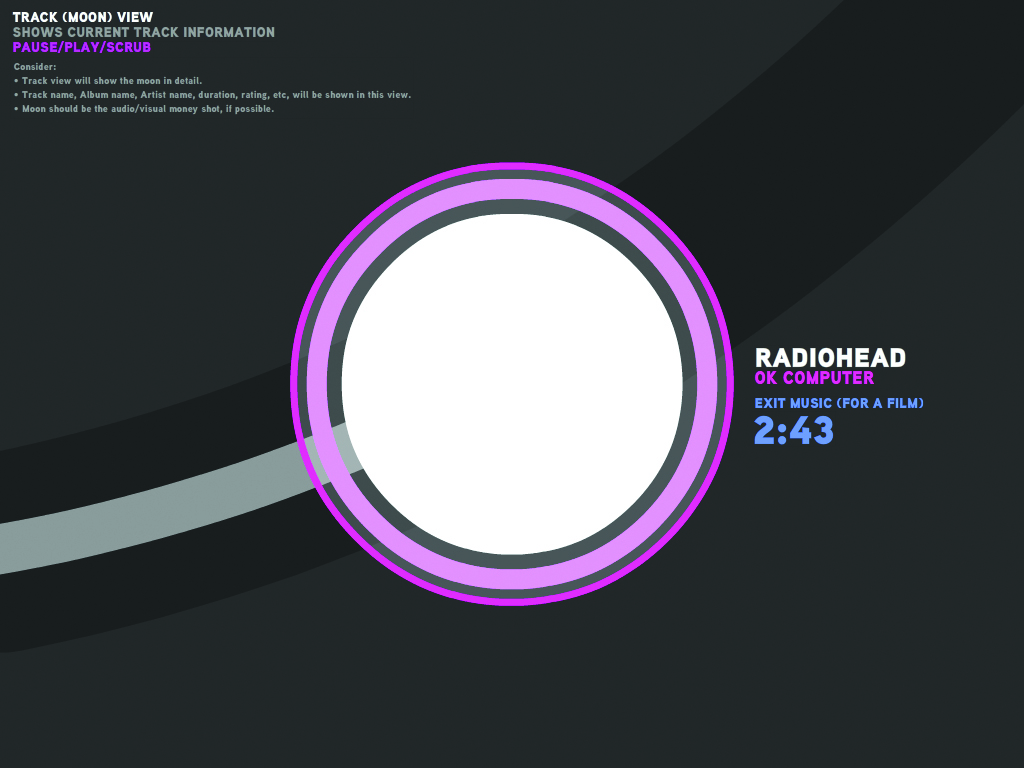 TRACK (MOON) VIEW
SHOWS CURRENT TRACK INFORMATION
PAUSE/PLAY/SCRUB
Consider:
• Track view will show the moon in detail.
• Track name, Album name, Artist name, duration, rating, etc, will be shown in this view.
• Moon should be the audio/visual money shot, if possible.
RADIOHEAD
OK COMPUTER
EXIT MUSIC (FOR A FILM)
2:43